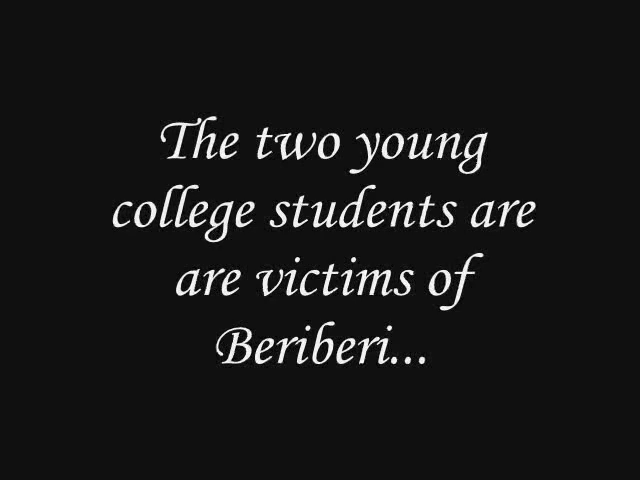 The two young
college students are
are victims of
Beriberi...